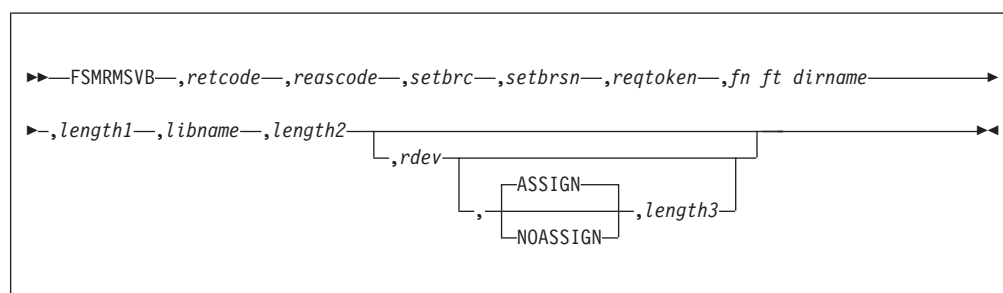 FSMRMSVB ,retcode ,reascode ,setbrc ,setbrsn ,reqtoken ,fn ft dirname
,length1 ,libname ,length2
,rdev
ASSIGN
, ,length3
NOASSIGN